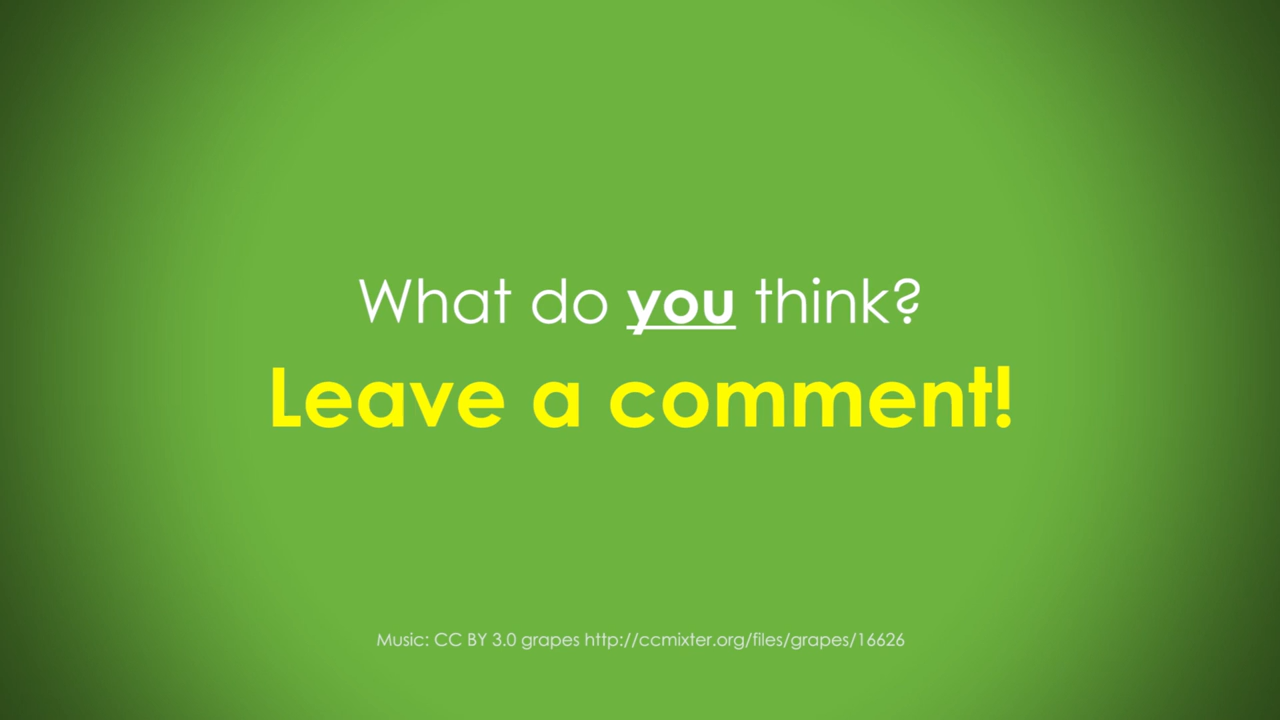 What do you think?
Leave a comment!
Music: CC BY 3.0 grapes http://ccmixter.org/files/grapes/16626